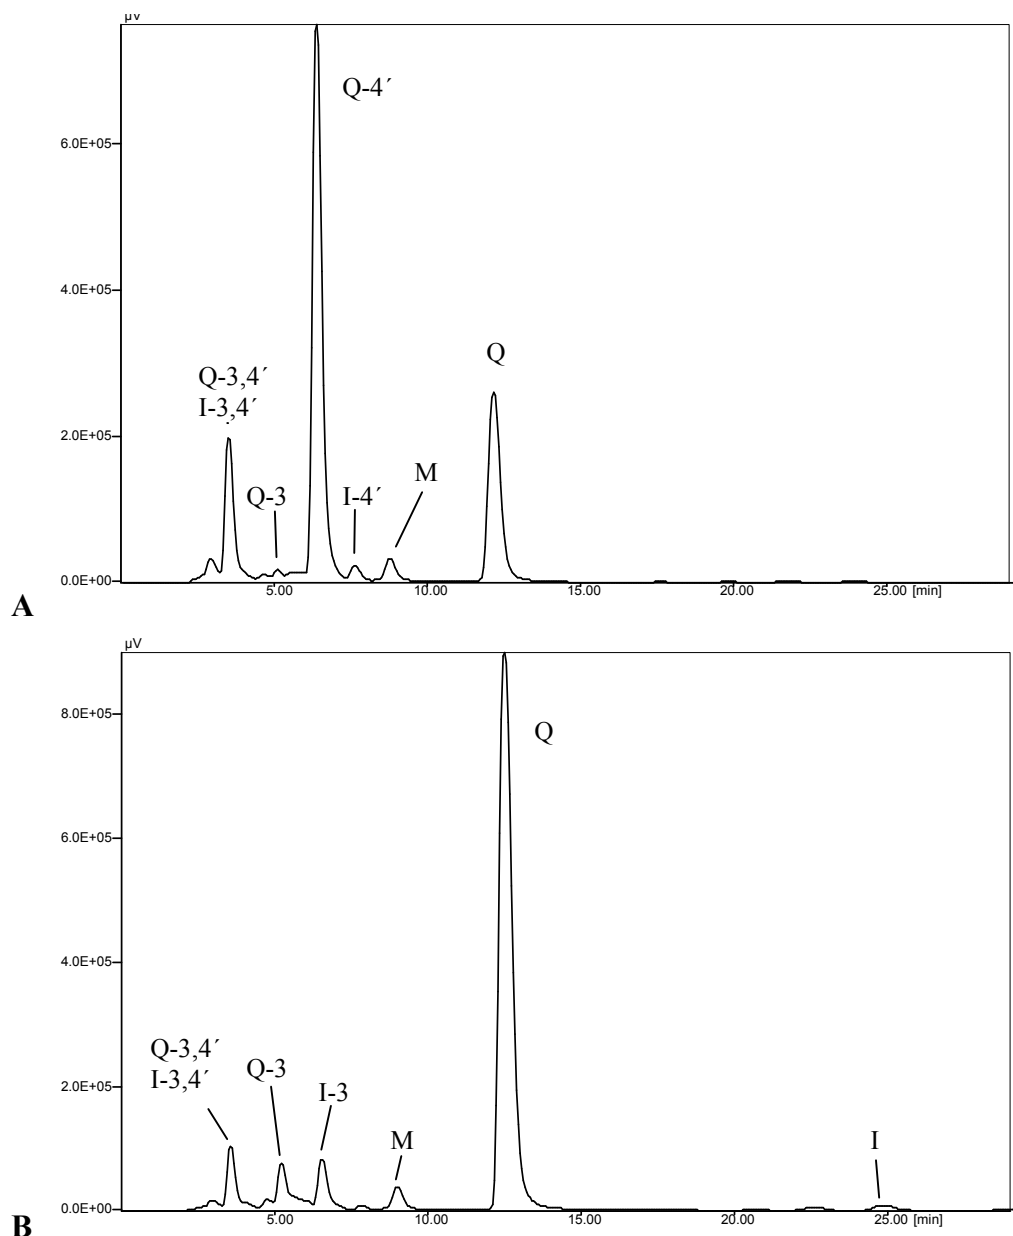 µV
Q-4´
6.0E+05
4.0E+05
Q
Q-3,4´
I-3,4´
2.0E+05
M
Q-3
I-4´
0.0E+00
5.00 10.00 15.00 20.00 25.00 [min]
A
µV
8.0E+05
Q
6.0E+05
4.0E+05
Q-3,4´
I-3,4´
Q-3
2.0E+05
I-3
M
I
0.0E+00
5.00 10.00 15.00 20.00 25.00 [min]
B